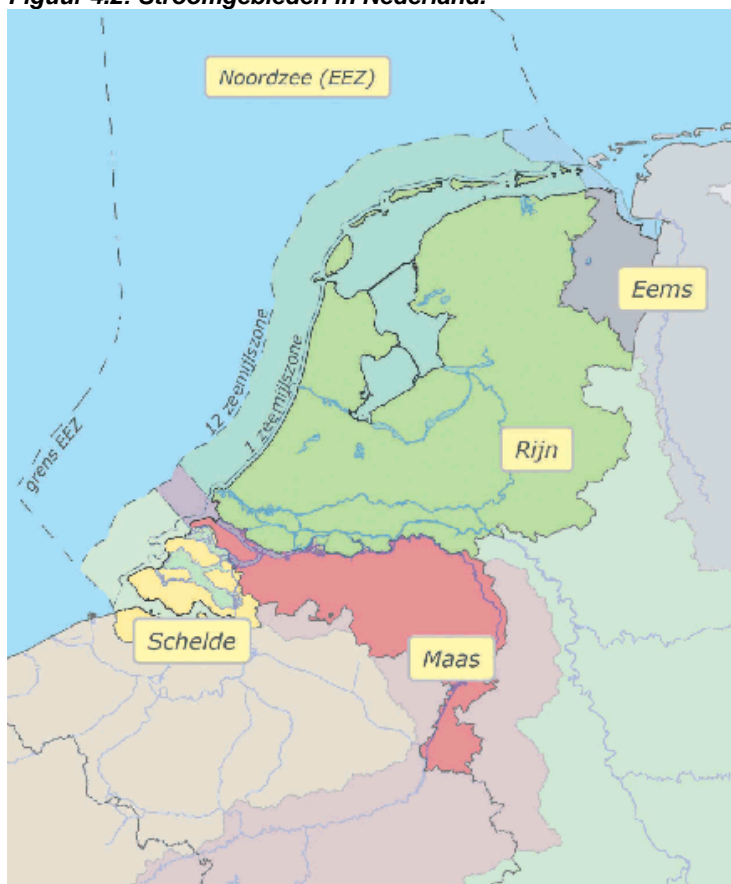 Figuur 4.2: Stroomgebieden in Nederland.
Noordzee (EEZ)
Eems
12 zeemijlszone
1 zeemijlszone
grens EEZ
Rijn
Schelde
Maas